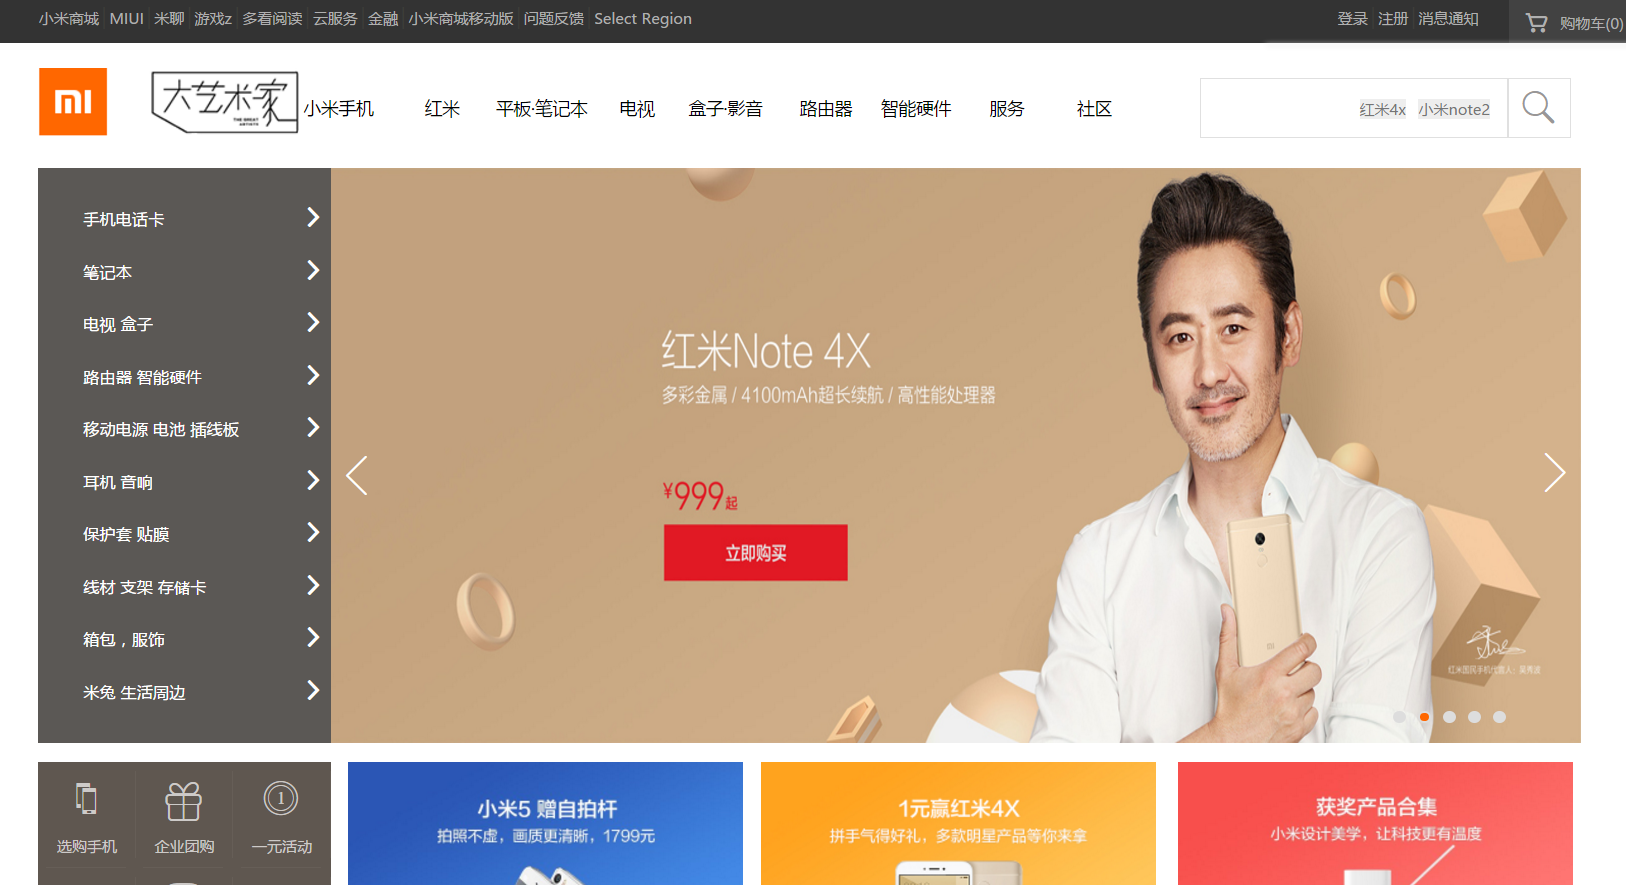 小米商城 MIUI 米聊 游戏z 多看阅读 云服务 金融 小米商城移动版 问题反馈 Select Region
登录 注册 消息通知 购物车(0)
大艺术家
THE GREAT
ARTISTS
小米手机 红米 平板·笔记本 电视 盒子·影音 路由器 智能硬件 服务 社区
红米4x 小米note2
手机电话卡
笔记本
电视 盒子
路由器 智能硬件
移动电源 电池 插线板
耳机 音响
保护套 贴膜
线材 支架 存储卡
箱包，服饰
米兔 生活周边
红米Note 4X
多彩金属 / 4100mAh超长续航 / 高性能处理器
¥999起
立即购买
红米国民手机代言人：吴秀波
选购手机 企业团购 1 一元活动
小米5 赠自拍杆
拍照不虚，画质更清晰，1799元
1元赢红米4X
拼手气得好礼，多款明星产品等你来拿
获奖产品合集
小米设计美学，让科技更有温度